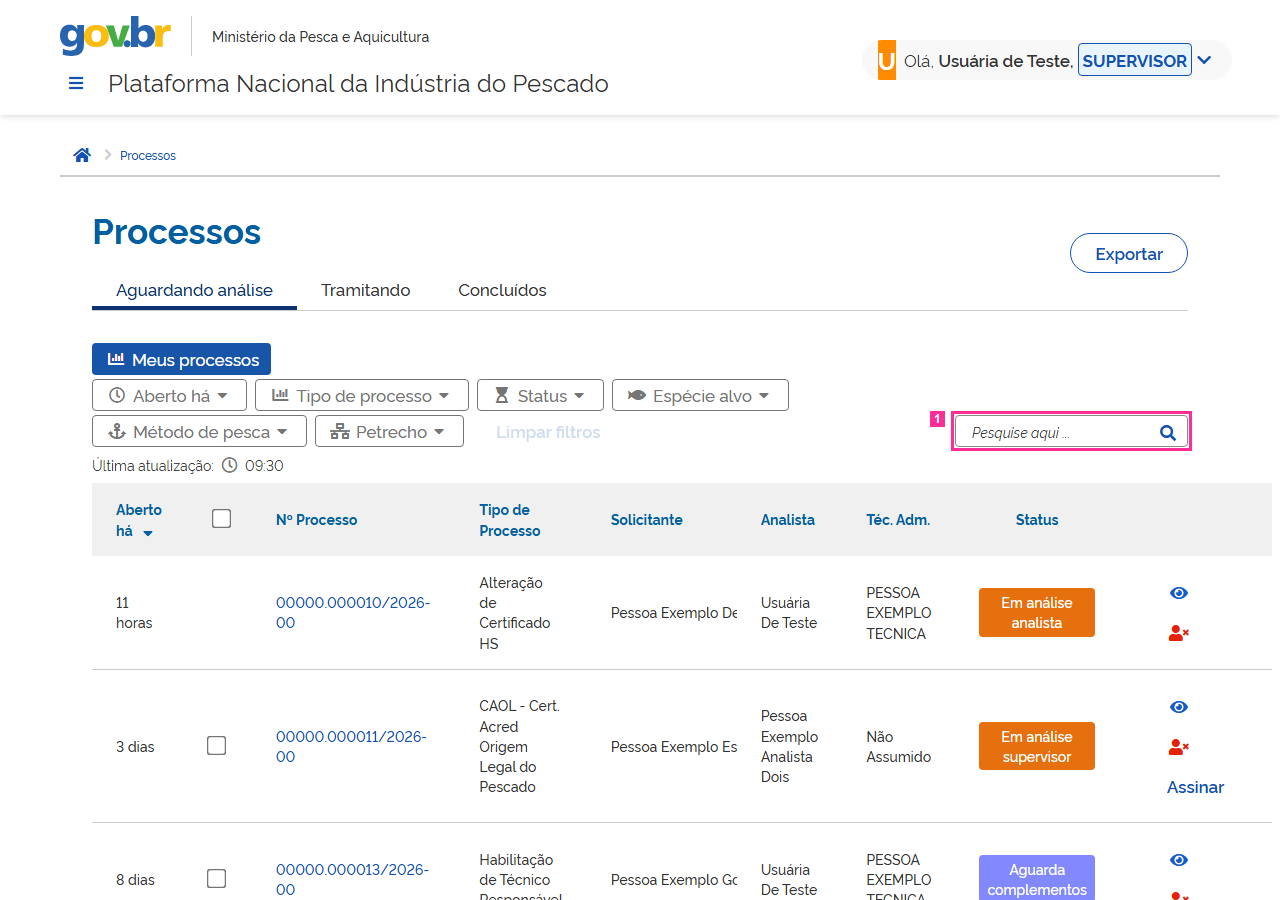 gov.br
Ministério da Pesca e Aquicultura
Plataforma Nacional da Indústria do Pescado
U Olá, Usuária de Teste, SUPERVISOR
Processos
Processos
Exportar
Aguardando análise Tramitando Concluídos
Meus processos
Aberto há Tipo de processo Status Espécie alvo
Método de pesca Petrecho Limpar filtros
1 Pesquise aqui ...
Última atualização: 09:30
Aberto há Nº Processo Tipo de Processo Solicitante Analista Téc. Adm. Status
11
horas
00000.000010/2026-
00
Alteração
de
Certificado
HS
Pessoa Exemplo De
Usuária
De Teste
PESSOA
EXEMPLO
TECNICA
Em análise
analista
3 dias
00000.000011/2026-
00
CAOL - Cert.
Acred
Origem
Legal do
Pescado
Pessoa Exemplo Es
Pessoa
Exemplo
Analista
Dois
Não
Assumido
Em análise
supervisor
Assinar
8 dias
00000.000013/2026-
00
Habilitação
de Técnico
Responsável
Pessoa Exemplo Go
Usuária
De Teste
PESSOA
EXEMPLO
TECNICA
Aguarda
complementos